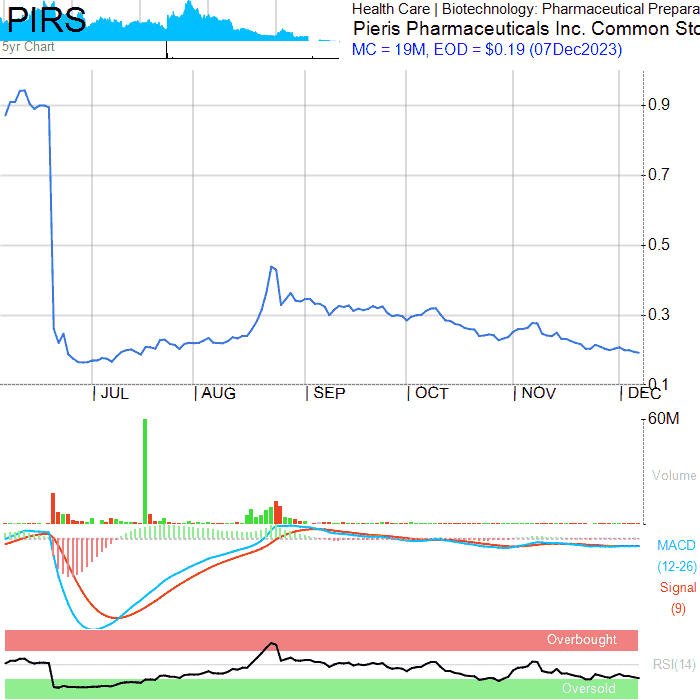 PIRS
5yr Chart
Health Care | Biotechnology: Pharmaceutical Prepara
Pieris Pharmaceuticals Inc. Common Sto
MC = 19M, EOD = $0.19 (07Dec2023)
0.9
0.7
0.5
0.3
0.1
JUL
AUG
SEP
OCT
NOV
DEC
60M
Volume
MACD
(12-26)
Signal
(9)
Overbought
RSI(14)
Oversold